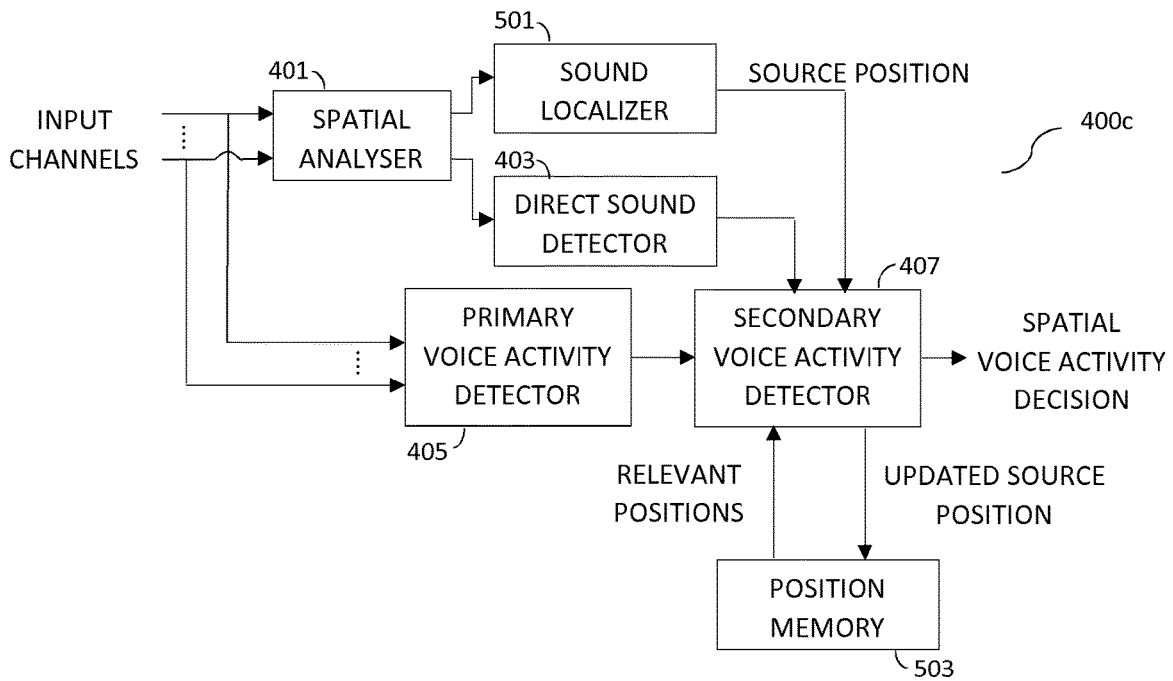 501
SOUND
LOCALIZER
SOURCE POSITION
401
SPATIAL
ANALYSER
INPUT
CHANNELS
400c
403
DIRECT SOUND
DETECTOR
407
PRIMARY
VOICE ACTIVITY
DETECTOR
405
SECONDARY
VOICE ACTIVITY
DETECTOR
SPATIAL
VOICE ACTIVITY
DECISION
RELEVANT
POSITIONS
UPDATED SOURCE
POSITION
POSITION
MEMORY
503